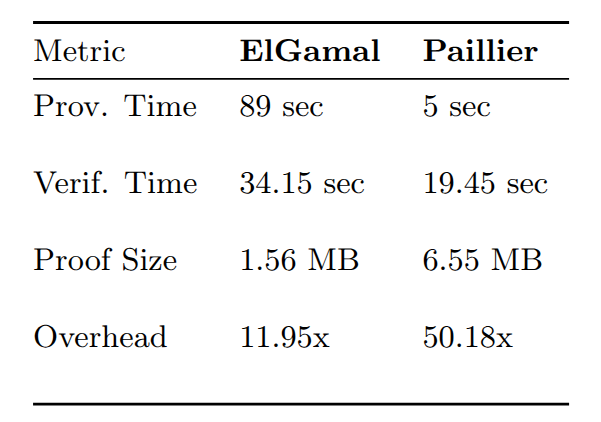 Metric ElGamal Paillier
Prov. Time 89 sec 5 sec
Verif. Time 34.15 sec 19.45 sec
Proof Size 1.56 MB 6.55 MB
Overhead 11.95x 50.18x